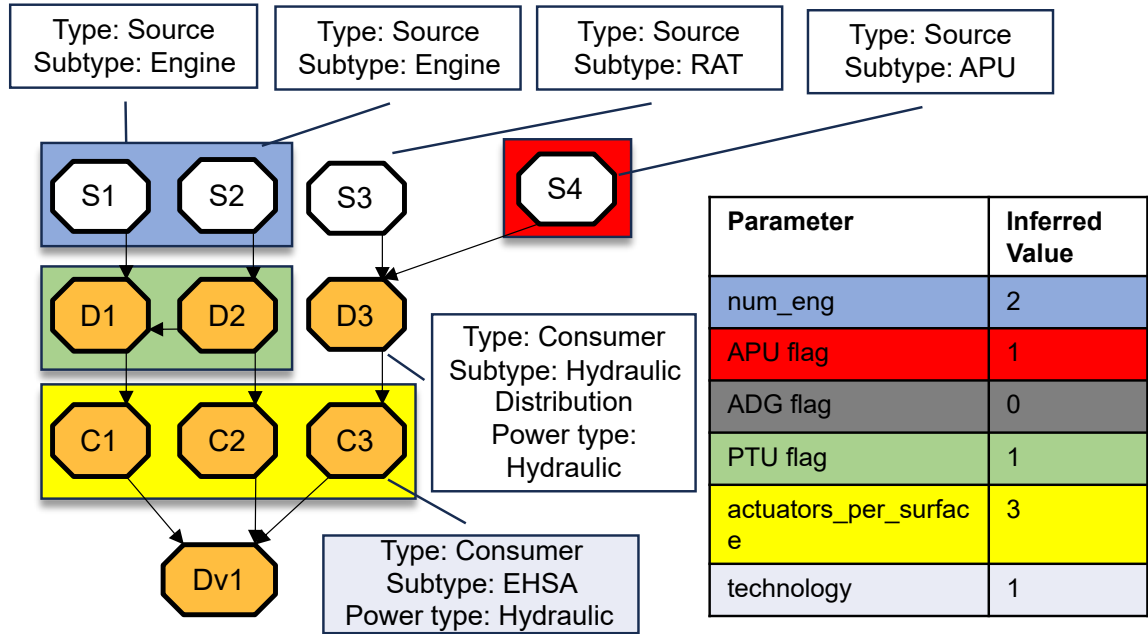 Type: Source
Subtype: Engine
Type: Source
Subtype: Engine
Type: Source
Subtype: RAT
Type: Source
Subtype: APU
S1
S2
S3
S4
D1
D2
D3
Type: Consumer
Subtype: Hydraulic
Distribution
Power type:
Hydraulic
C1
C2
C3
Dv1
Type: Consumer
Subtype: EHSA
Power type: Hydraulic
Parameter
Inferred
Value
num_eng
2
APU flag
1
ADG flag
0
PTU flag
1
actuators_per_surfac
e
3
technology
1